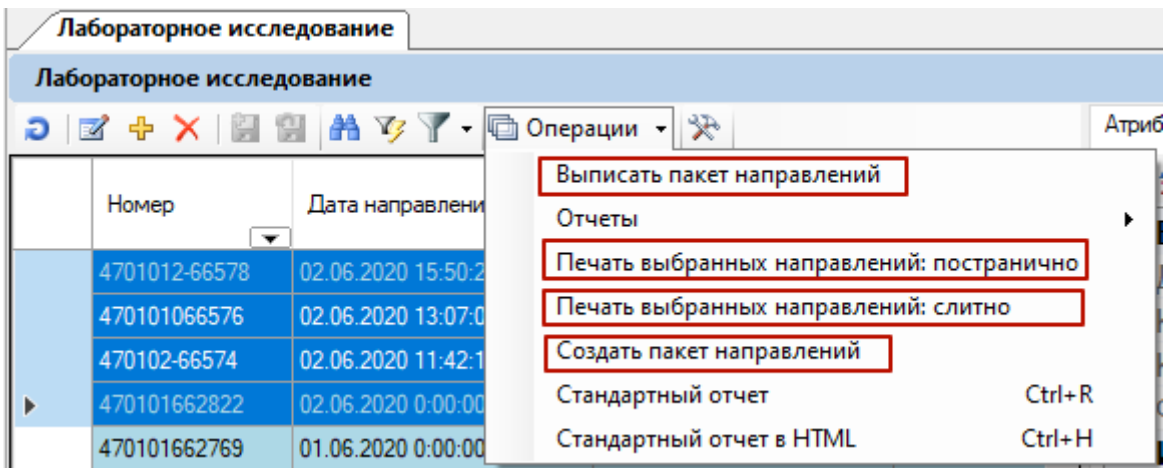 Лабораторное исследование
Лабораторное исследование
Операции
Атриб
Выписать пакет направлений
Номер
Дата направлени
Отчеты
Печать выбранных направлений: постранично
4701012-66578 02.06.2020 15:50:2
Печать выбранных направлений: слитно
470101066576 02.06.2020 13:07:0
Создать пакет направлений
470102-66574 02.06.2020 11:42:1
Стандартный отчет Ctrl+R
470101662822 02.06.2020 0:00:00
Стандартный отчет в HTML Ctrl+H
470101662769 01.06.2020 0:00:00